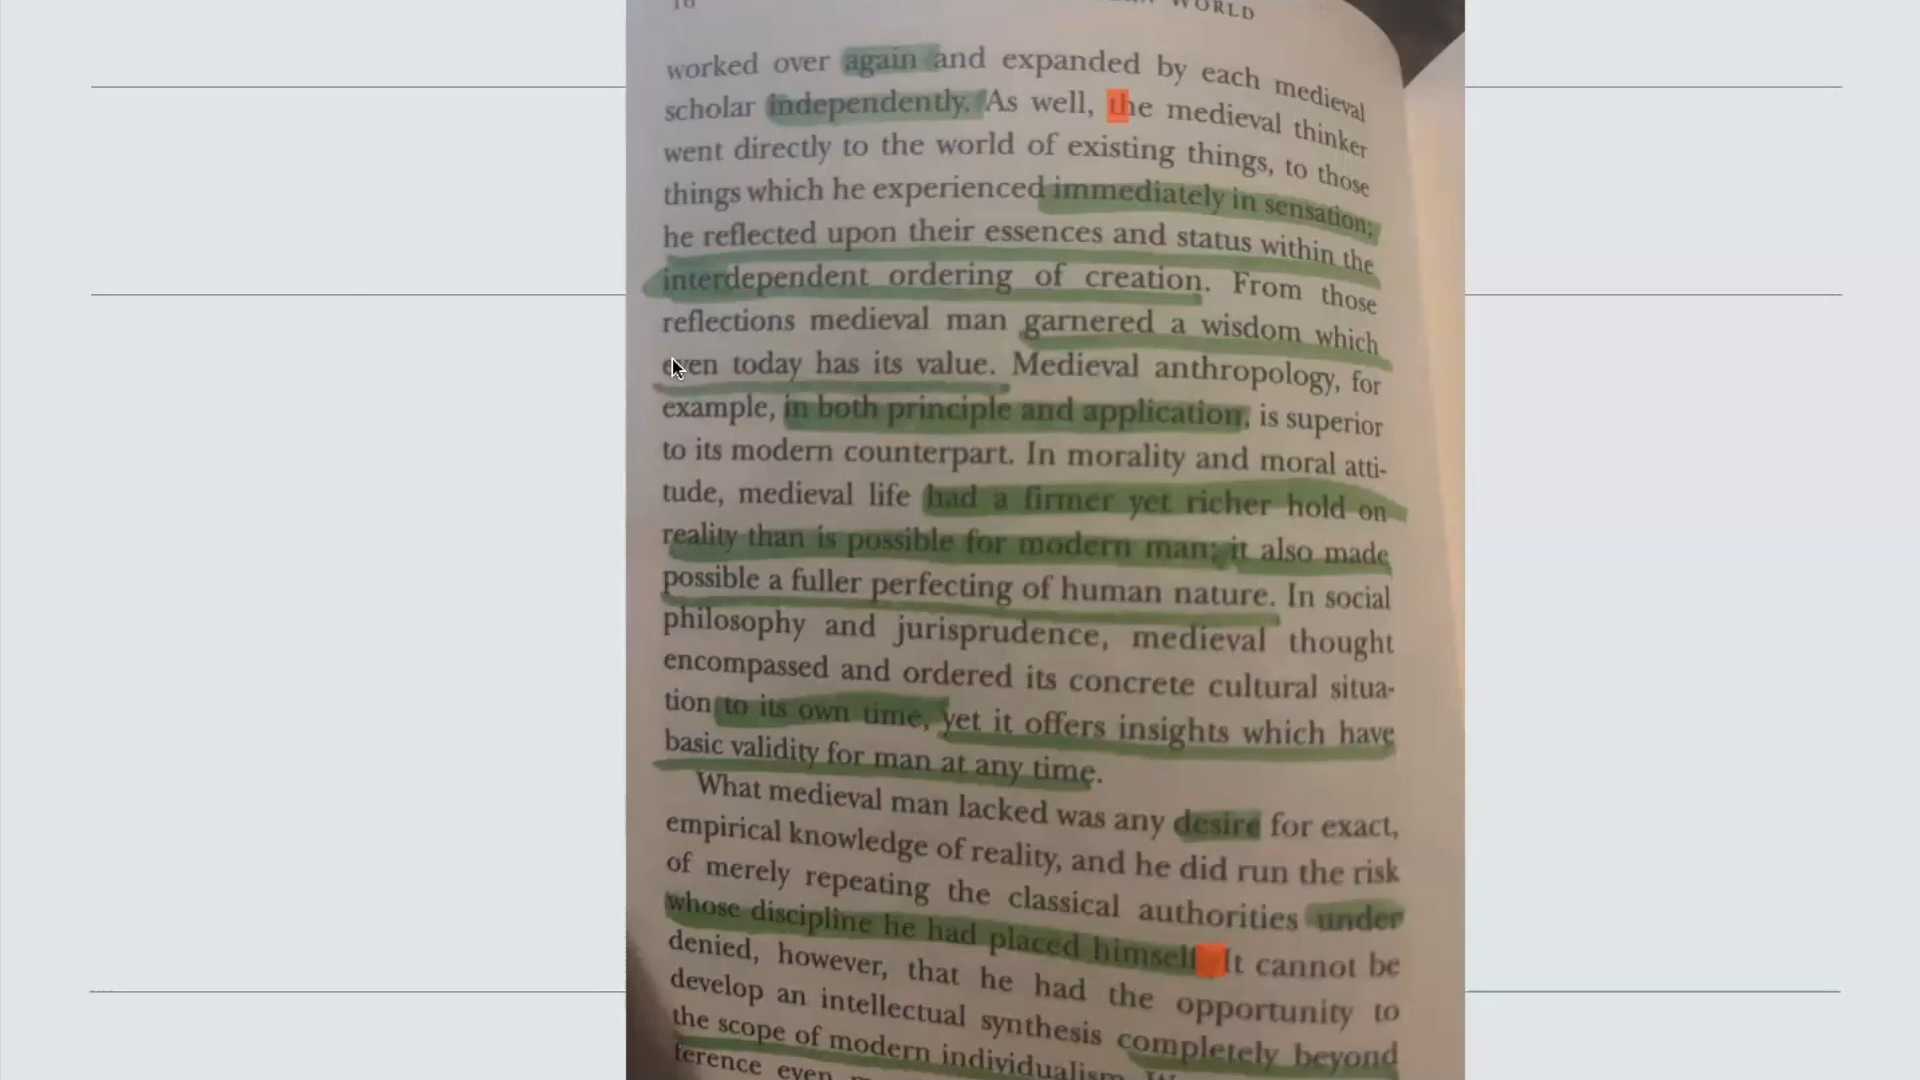 WORLD
worked over again and expanded by each medieval
scholar independently. As well, the medieval thinker
went directly to the world of existing things, to those
things which he experienced immediately in sensation;
he reflected upon their essences and status within the
interdependent ordering of creation. From those
reflections medieval man garnered a wisdom which
even today has its value. Medieval anthropology, for
example, in both principle and application, is superior
to its modern counterpart. In morality and moral atti-
tude, medieval life had a firmer yet richer hold on
reality than is possible for modern man; it also made
possible a fuller perfecting of human nature. In social
philosophy and jurisprudence, medieval thought
encompassed and ordered its concrete cultural situa-
tion to its own time, yet it offers insights which have
basic validity for man at any time.
What medieval man lacked was any desire for exact,
empirical knowledge of reality, and he did run the risk
of merely repeating the classical authorities under
whose discipline he had placed himself. It cannot be
denied, however, that he had the opportunity to
develop an intellectual synthesis completely beyond
the scope of modern individualism.
ference even